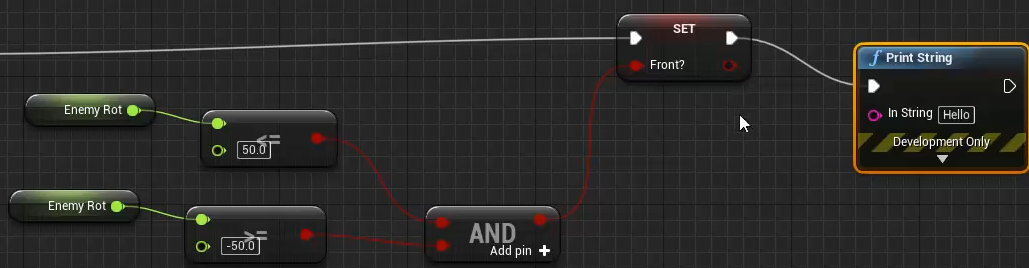 SET
Front?
f Print String
In String Hello
Development Only
Enemy Rot
<=
50.0
Enemy Rot
>=
-50.0
AND
Add pin +